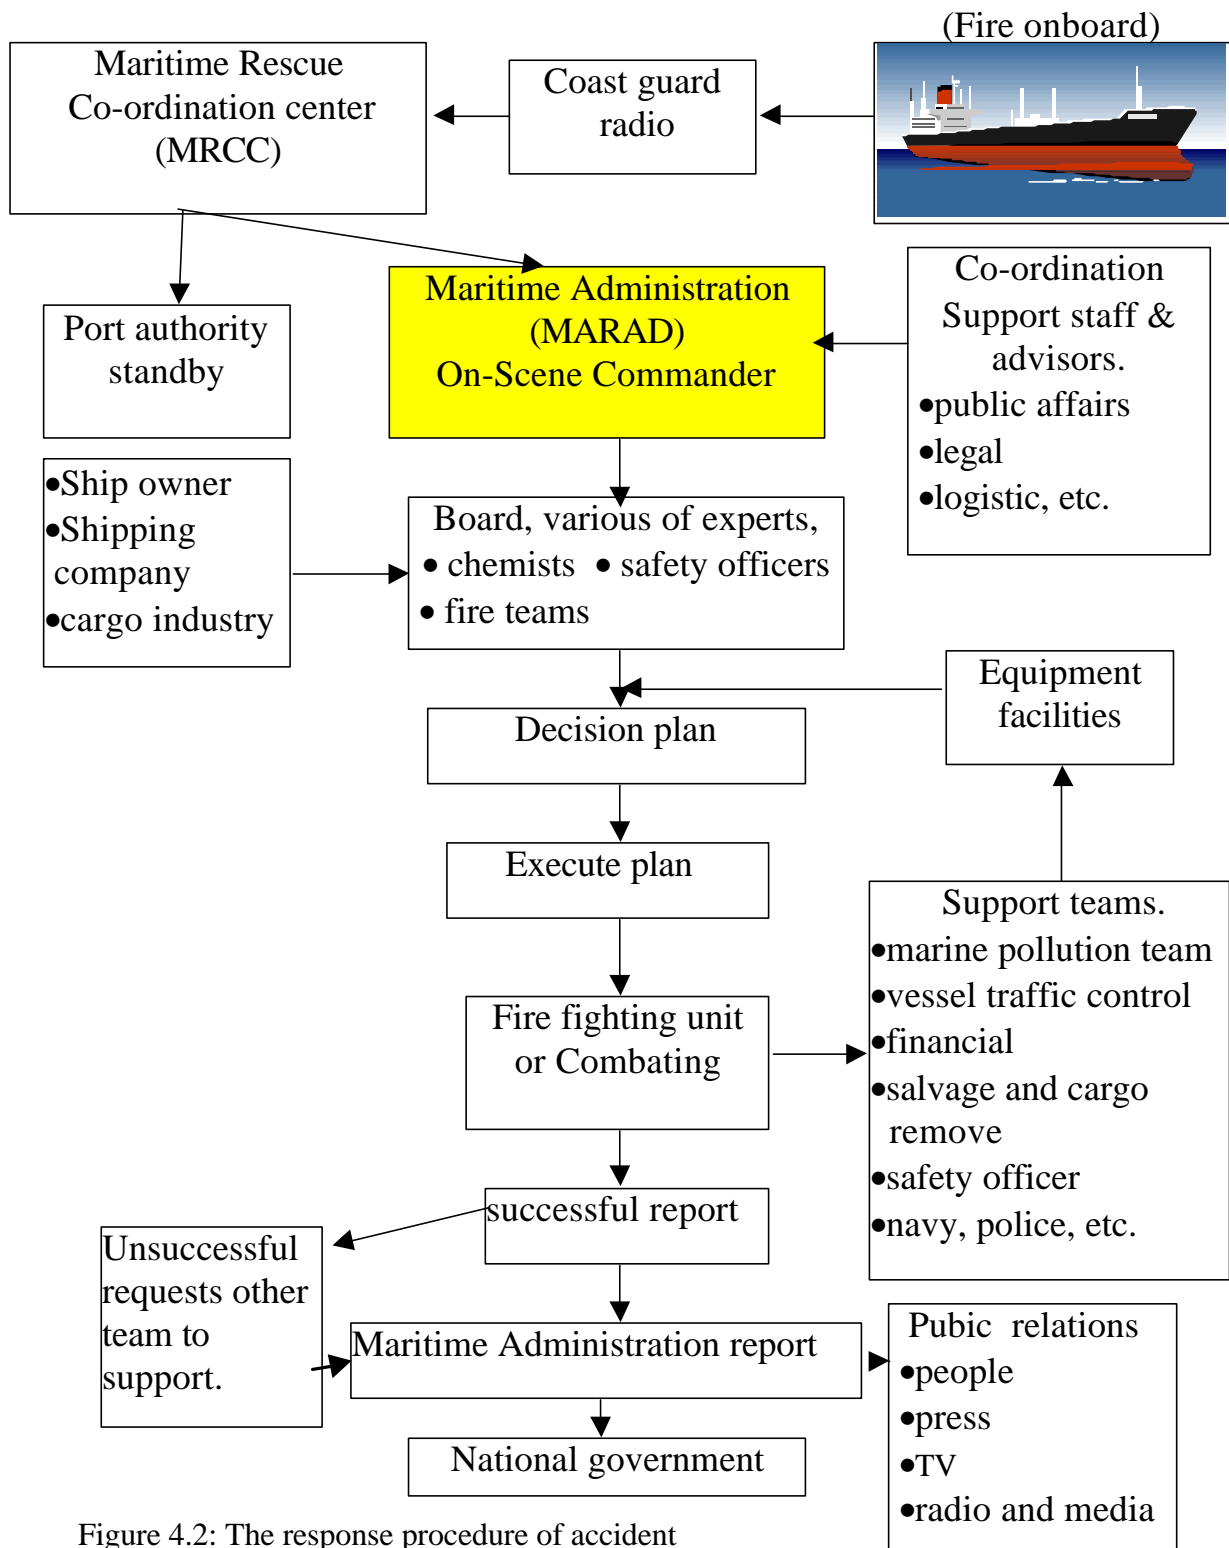 (Fire onboard)
Maritime Rescue
Co-ordination center
(MRCC)
Coast guard
radio
Co-ordination
Support staff &
advisors.
•public affairs
•legal
•logistic, etc.
Maritime Administration
(MARAD)
On-Scene Commander
Port authority
standby
•Ship owner
•Shipping
company
•cargo industry
Board, various of experts,
• chemists • safety officers
• fire teams
Equipment
facilities
Decision plan
Execute plan
Support teams.
•marine pollution team
•vessel traffic control
•financial
•salvage and cargo
remove
•safety officer
•navy, police, etc.
Fire fighting unit
or Combating
successful report
Unsuccessful
requests other
team to
support.
Maritime Administration report
Pubic relations
•people
•press
•TV
•radio and media
National government
Figure 4.2: The response procedure of accident